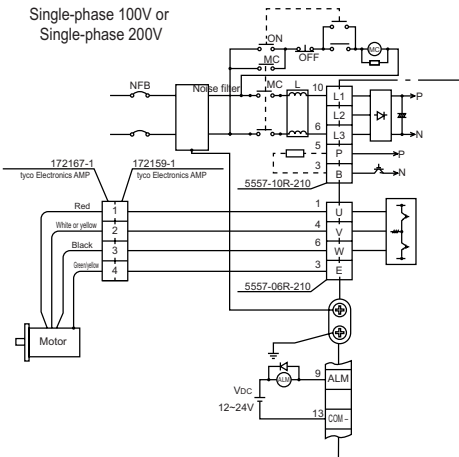 Single-phase 100V or
Single-phase 200V
ON
OFF
MC
MC
NFB
Noise filter
MC
L
10
L1
P
L2
6
L3
N
5
P
P
3
B
N
172167-1
172159-1
tyco Electronics AMP
tyco Electronics AMP
5557-10R-210
Red
1
1
U
White or yellow
2
4
V
Black
3
6
W
Green/yellow
4
3
E
5557-06R-210
Motor
ALM
9
ALM
VDC
12~24V
13
COM –